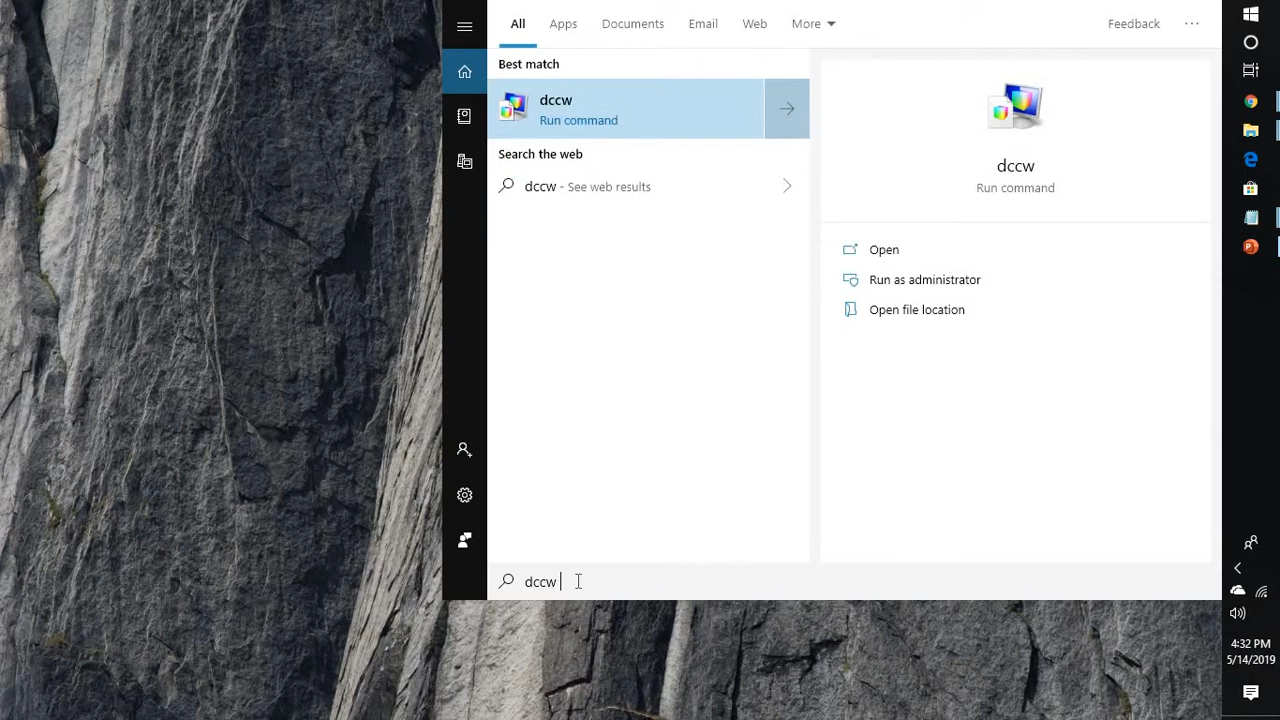 All Apps Documents Email Web More Feedback ...
Best match
dccw
Run command
Search the web
dccw - See web results
dccw
Run command
Open
Run as administrator
Open file location
dccw
4:32 PM
5/14/2019